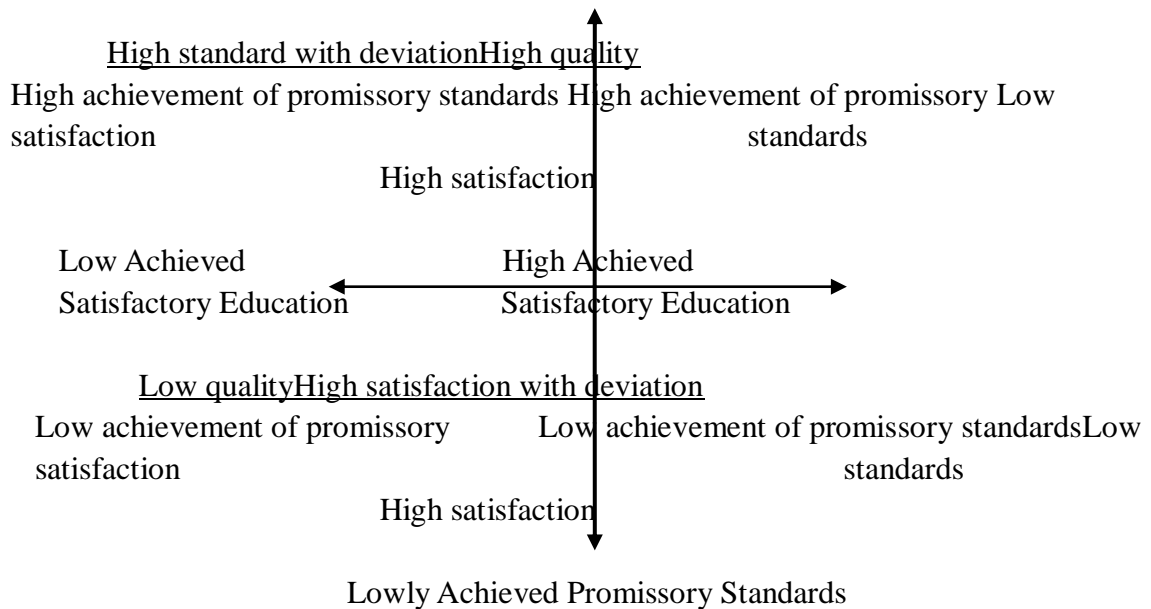 High standard with deviationHigh quality
High achievement of promissory standards High achievement of promissory Low
satisfaction standards
High satisfaction
Low Achieved High Achieved
Satisfactory Education Satisfactory Education
Low qualityHigh satisfaction with deviation
Low achievement of promissory Low achievement of promissory standardsLow
satisfaction standards
High satisfaction
Lowly Achieved Promissory Standards